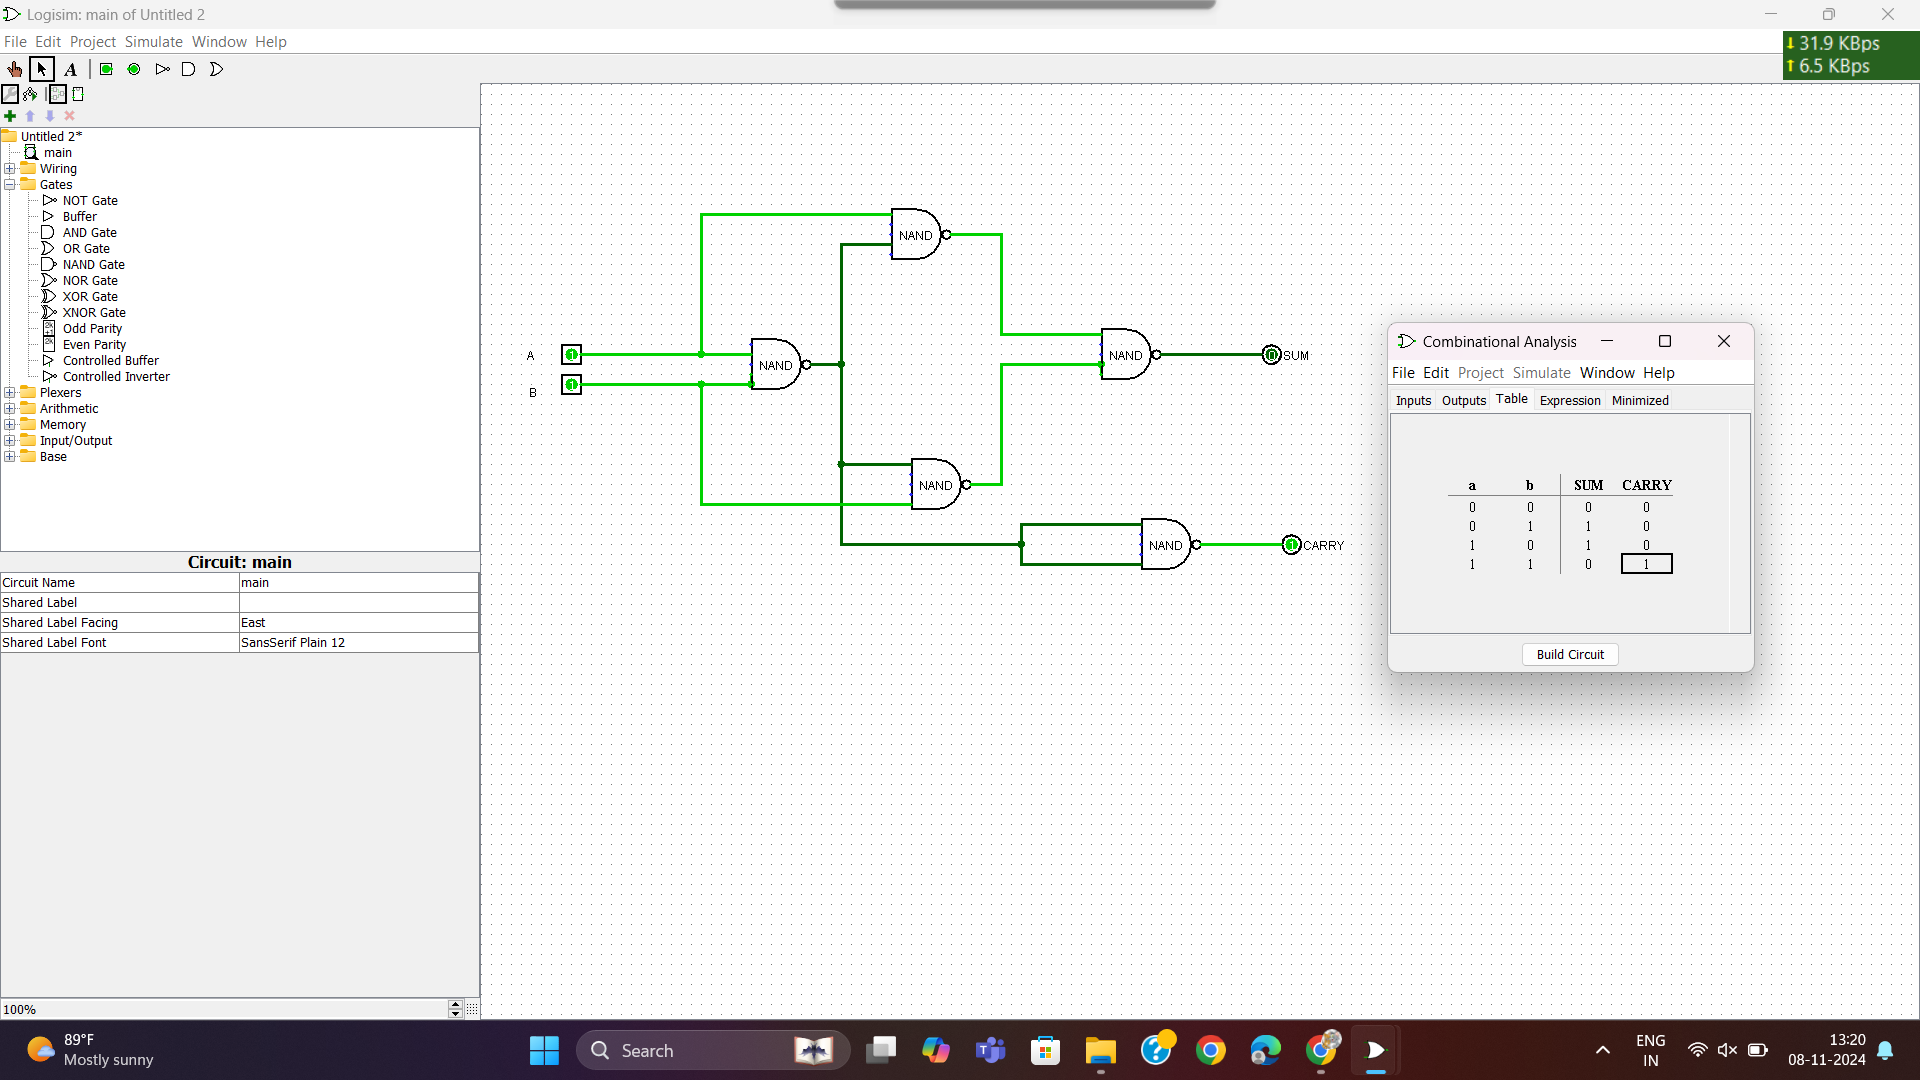 Logisim: main of Untitled 2
File Edit Project Simulate Window Help
31.9 KBps
6.5 KBps
A
Untitled 2*
main
Wiring
Gates
NOT Gate
Buffer
AND Gate
OR Gate
NAND Gate
NOR Gate
XOR Gate
XNOR Gate
Odd Parity
Even Parity
Controlled Buffer
Controlled Inverter
Plexers
Arithmetic
Memory
Input/Output
Base
Circuit: main
Circuit Name main
Shared Label
Shared Label Facing East
Shared Label Font SansSerif Plain 12
100%
NAND
A 1
NAND
B 1
NAND
0 SUM
NAND
NAND
1 CARRY
Combinational Analysis
File Edit Project Simulate Window Help
Inputs Outputs Table Expression Minimized
a b SUM CARRY
0 0 0 0
0 1 1 0
1 0 1 0
1 1 0 1
Build Circuit
89°F
Mostly sunny
Search
ENG
IN
13:20
08-11-2024